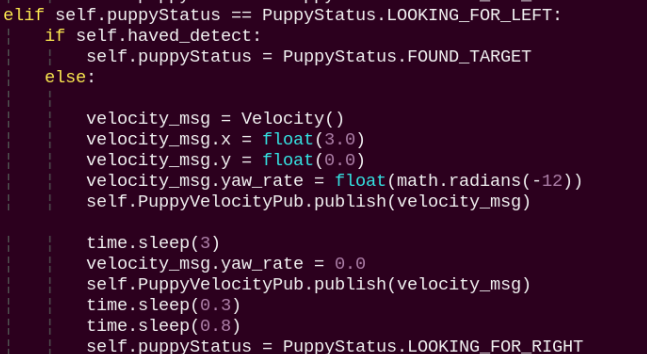 elif self.puppyStatus == PuppyStatus.LOOKING_FOR_LEFT:
if self.haved_detect:
self.puppyStatus = PuppyStatus.FOUND_TARGET
else:
velocity_msg = Velocity()
velocity_msg.x = float(3.0)
velocity_msg.y = float(0.0)
velocity_msg.yaw_rate = float(math.radians(-12))
self.PuppyVelocityPub.publish(velocity_msg)
time.sleep(3)
velocity_msg.yaw_rate = 0.0
self.PuppyVelocityPub.publish(velocity_msg)
time.sleep(0.3)
time.sleep(0.8)
self.puppyStatus = PuppyStatus.LOOKING_FOR_RIGHT